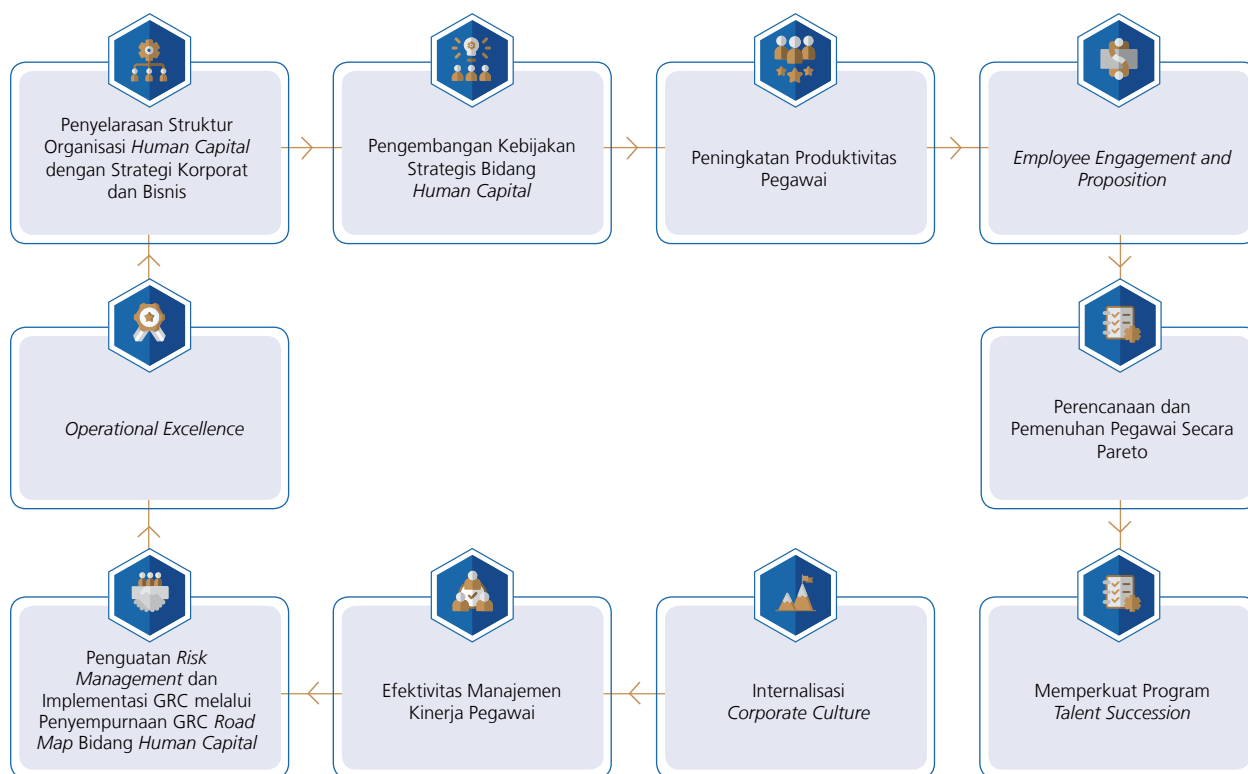 Penyelarasan Struktur
Organisasi Human Capital
dengan Strategi Korporat
dan Bisnis
Pengembangan Kebijakan
Strategis Bidang
Human Capital
Peningkatan Produktivitas
Pegawai
Employee Engagement and
Proposition
Perencanaan dan
Pemenuhan Pegawai Secara
Pareto
Memperkuat Program
Talent Succession
Internalisasi
Corporate Culture
Efektivitas Manajemen
Kinerja Pegawai
Penguatan Risk
Management dan
Implementasi GRC melalui
Penyempurnaan GRC Road
Map Bidang Human Capital
Operational Excellence